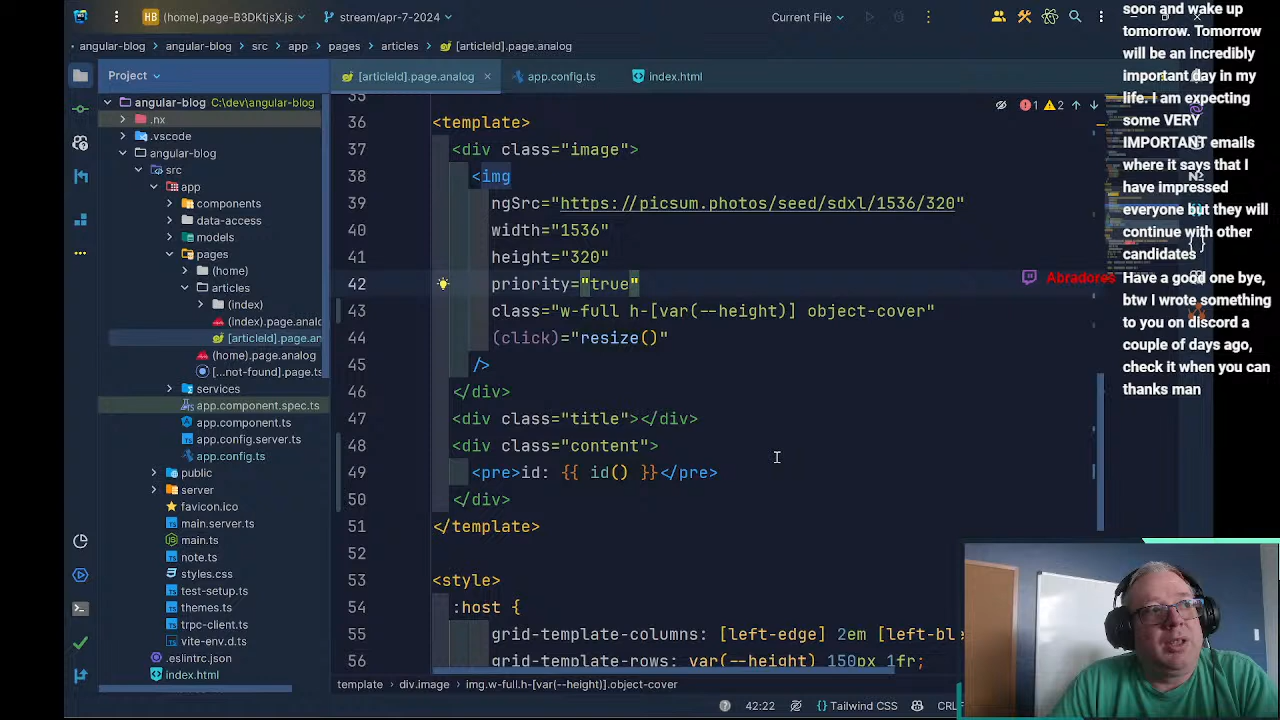 HB (home).page-B3DKtjsX.js stream/apr-7-2024 Current File
angular-blog angular-blog src app pages articles [articleId].page.analog
Project
[articleId].page.analog app.config.ts index.html
angular-blog C:\dev\angular-blog
.nx
.vscode
angular-blog
src
app
components
data-access
models
pages
(home)
articles
(index)
(index).page.analo
[articleId].page.an
(home).page.analog
[...not-found].page.ts
services
app.component.spec.ts
app.component.ts
app.config.server.ts
app.config.ts
public
server
favicon.ico
main.server.ts
main.ts
note.ts
styles.css
test-setup.ts
themes.ts
trpc-client.ts
vite-env.d.ts
.eslintrc.json
index.html
1 2
35
36 <template>
37 <div class="image">
38 <img
39 ngSrc="https://picsum.photos/seed/sdxl/1536/320"
40 width="1536"
41 height="320"
42 priority="true"
43 class="w-full h-[var(--height)] object-cover"
44 (click)="resize()"
45 />
46 </div>
47 <div class="title"></div>
48 <div class="content">
49 <pre>id: {{ id() }}</pre>
50 </div>
51 </template>
52
53 <style>
54 :host {
55 grid-template-columns: [left-edge] 2em [left-ble
56 grid-template-rows: var(--height) 150px 1fr;
template div.image img.w-full.h-[var(--height)].object-cover
42:22 Tailwind CSS CRL
soon and wake up
tomorrow. Tomorrow
will be an incredibly
important day in my
life. I am expecting
some VERY
IMPORTANT emails
where it says that I
have impressed
everyone but they will
continue with other
candidates
Abradores
Have a good one bye,
btw I wrote something
to you on discord a
couple of days ago,
check it when you can
thanks man